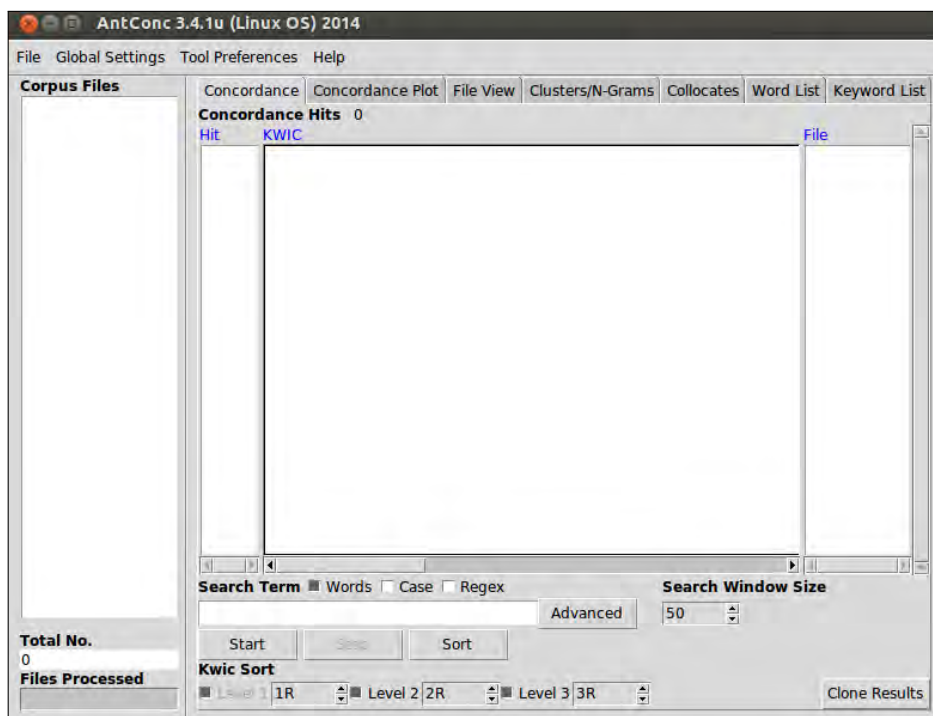 AntConc 3.4.1u (Linux OS) 2014
File Global Settings Tool Preferences Help
Corpus Files
Concordance Concordance Plot File View Clusters/N-Grams Collocates Word List Keyword List
Concordance Hits 0
Hit KWIC File
Search Term Words Case Regex Search Window Size
Advanced 50
Total No.
0
Files Processed
Start Sort
Kwic Sort
Level 1 1R Level 2 2R Level 3 3R Clone Results